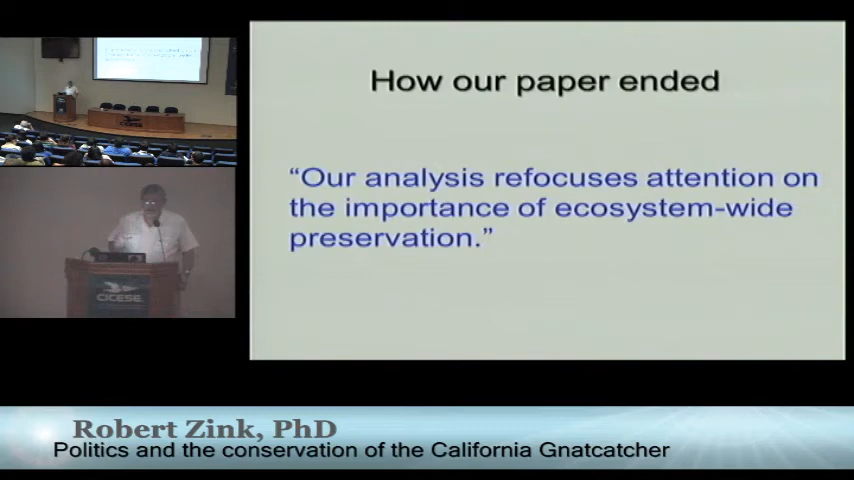 How our paper ended
“Our analysis refocuses attention on
the importance of ecosystem-wide
preservation.”
CICESE
CICESE
Robert Zink, PhD
Politics and the conservation of the California Gnatcatcher